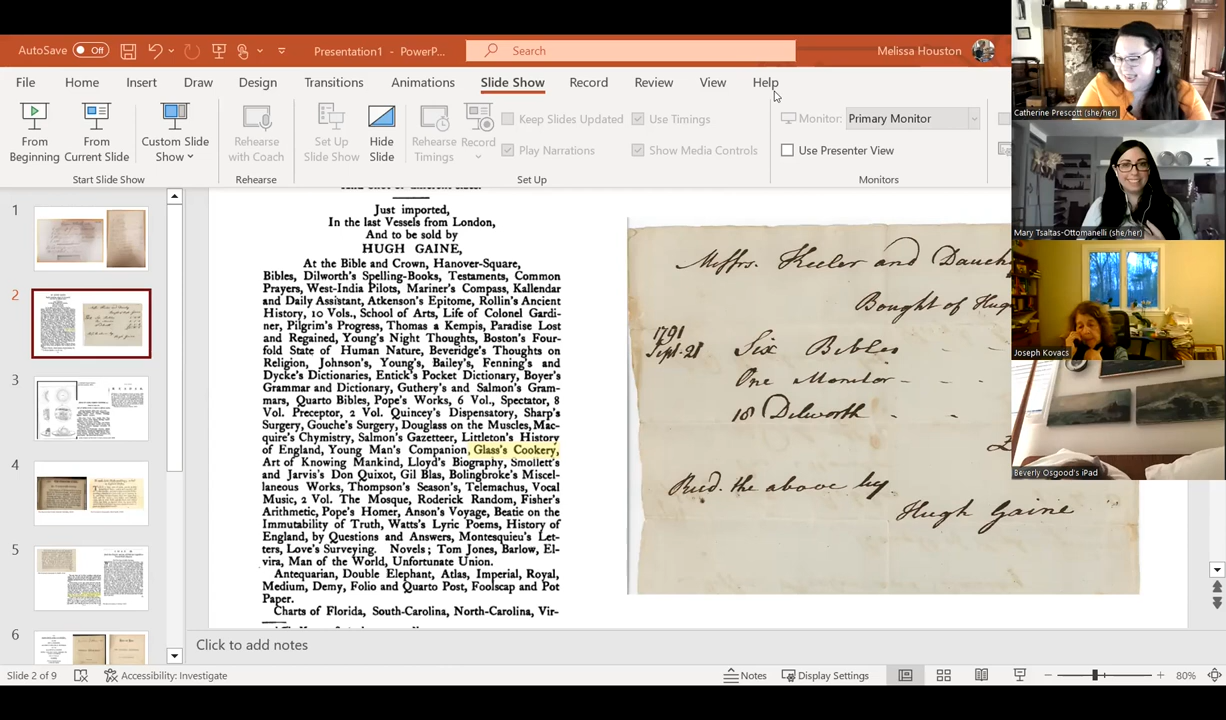 AutoSave Off
Presentation1 - PowerP...
Search
Melissa Houston
File Home Insert Draw Design Transitions Animations Slide Show Record Review View Help
From Beginning
From Current Slide
Custom Slide Show
Rehearse with Coach
Set Up Slide Show
Hide Slide
Rehearse Timings
Record
Keep Slides Updated
Play Narrations
Use Timings
Show Media Controls
Monitor: Primary Monitor
Use Presenter View
Start Slide Show
Rehearse
Set Up
Monitors
1
2
3
4
5
6
Just imported,
In the last Vessels from London,
And to be sold by
HUGH GAINE,
At the Bible and Crown, Hanover-Square,
Bibles, Dilworth's Spelling-Books, Testaments, Common
Prayers, West-India Pilots, Mariner's Compass, Kallendar
and Daily Assistant, Atkenson's Epitome, Rollin's Ancient
History, 10 Vols., School of Arts, Life of Colonel Gardi-
ner, Pilgrim's Progress, Thomas a Kempis, Paradise Lost
and Regained, Young's Night Thoughts, Boston's Four-
fold State of Human Nature, Beveridge's Thoughts on
Religion, Johnson's, Young's, Bailey's, Fenning's and
Dycke's Dictionaries, Entick's Pocket Dictionary, Boyer's
Grammar and Dictionary, Guthery's and Salmon's Gram-
mars, Quarto Bibles, Pope's Works, 6 Vol., Spectator, 8
Vol. Preceptor, 2 Vol. Quincey's Dispensatory, Sharp's
Surgery, Gouche's Surgery, Douglass on the Muscles, Mac-
quire's Chymistry, Salmon's Gazetteer, Littleton's History
of England, Young Man's Companion, Glass's Cookery,
Art of Knowing Mankind, Lloyd's Biography, Smollett's
and Jarvis's Don Quixot, Gil Blas, Bolingbroke's Miscel-
laneous Works, Thompson's Season's, Telemachus, Vocal
Music, 2 Vol. The Mosque, Roderick Random, Fisher's
Arithmetic, Pope's Homer, Anson's Voyage, Beatie on the
Immutability of Truth, Watts's Lyric Poems, History of
England, by Questions and Answers, Montesquieu's Let-
ters, Love's Surveying. Novels; Tom Jones, Barlow, El-
vira, Man of the World, Unfortunate Union.
Antequarian, Double Elephant, Atlas, Imperial, Royal,
Medium, Demy, Folio and Quarto Post, Foolscap and Pot
Paper.
Charts of Florida, South-Carolina, North-Carolina, Vir-
Messrs. Keeler and
Bought of
1791
Sept. 21
Six Bibles
One Monitor
18 Dilworth
Recd. the above by
Hugh Gaine
Catherine Prescott (she/her)
Mary Tsaltas-Ottomanelli (she/her)
Joseph Kovacs
Beverly Osgood's iPad
Click to add notes
Slide 2 of 9
Accessibility: Investigate
Notes
Display Settings
80%